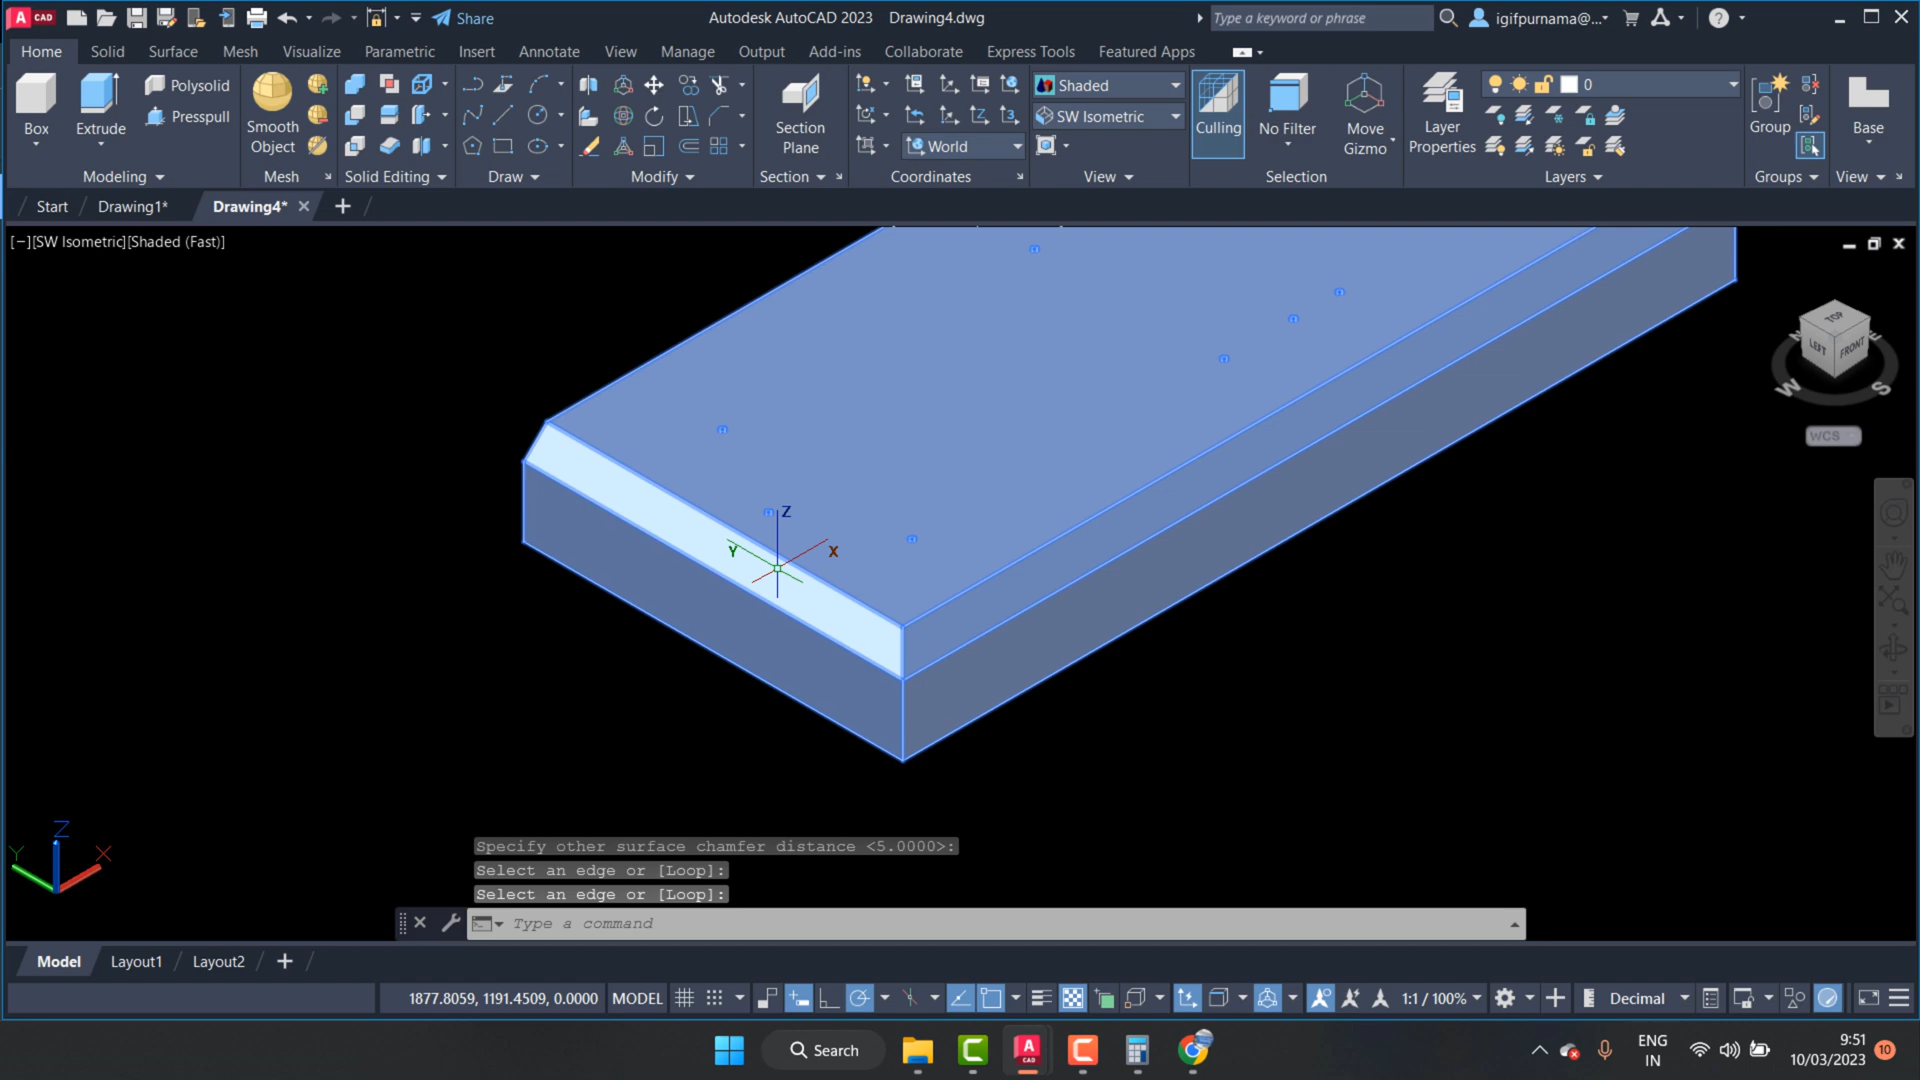 CAD
Share
Autodesk AutoCAD 2023 Drawing4.dwg
Type a keyword or phrase
igifpurnama@...
Home Solid Surface Mesh Visualize Parametric Insert Annotate View Manage Output Add-ins Collaborate Express Tools Featured Apps
Box
Extrude
Polysolid
Presspull
Smooth
Object
Section
Plane
World
Shaded
SW Isometric
Culling
No Filter
Move
Gizmo
Layer
Properties
0
Group
Base
Modeling
Mesh
Solid Editing
Draw
Modify
Section
Coordinates
View
Selection
Layers
Groups
View
Start
Drawing1*
Drawing4*
[−][SW Isometric][Shaded (Fast)]
TOP
LEFT
FRONT
W
S
WCS
Z
Y
X
Z
Y
X
Specify other surface chamfer distance <5.0000>:
Select an edge or [Loop]:
Select an edge or [Loop]:
Type a command
Model
Layout1
Layout2
1877.8059, 1191.4509, 0.0000
MODEL
1:1 / 100%
Decimal
Search
A
CAD
ENG
IN
9:51
10/03/2023
10